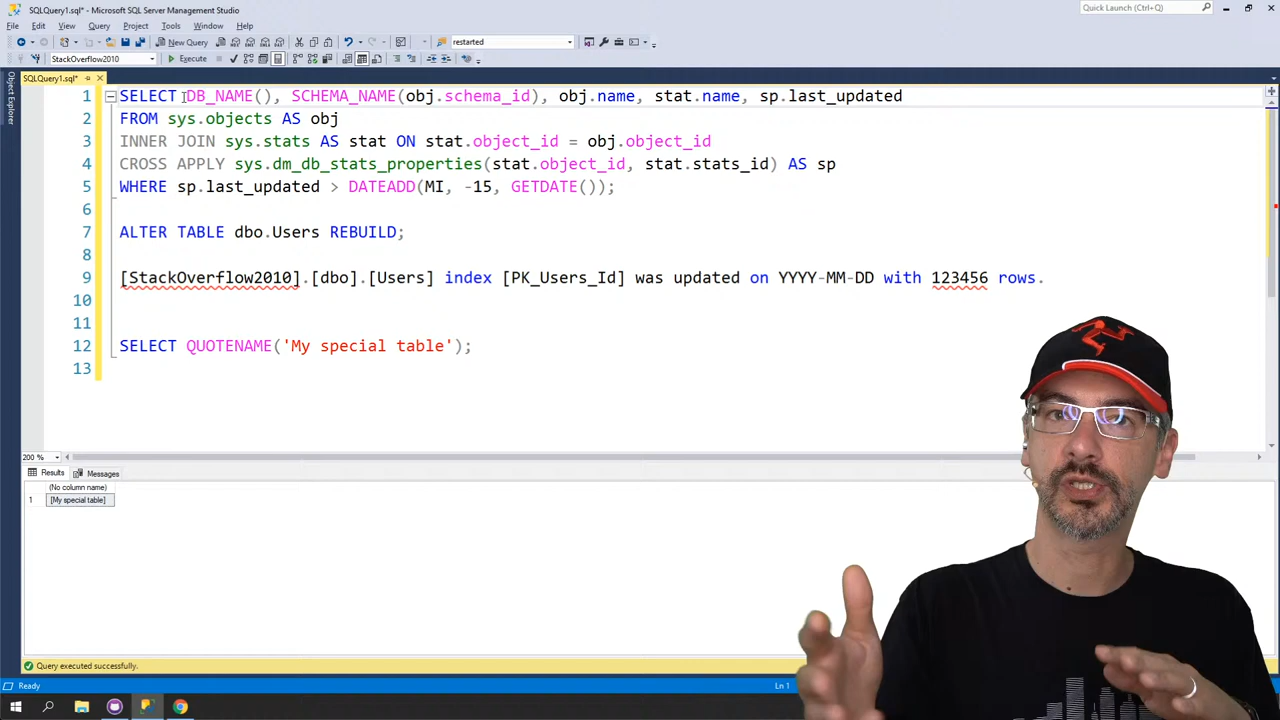 SQLQuery1.sql* - Microsoft SQL Server Management Studio
Quick Launch (Ctrl+Q)
File Edit View Query Project Tools Window Help
New Query
restarted
StackOverflow2010
Execute
SQLQuery1.sql*
Object Explorer
1 SELECT DB_NAME(), SCHEMA_NAME(obj.schema_id), obj.name, stat.name, sp.last_updated
2 FROM sys.objects AS obj
3 INNER JOIN sys.stats AS stat ON stat.object_id = obj.object_id
4 CROSS APPLY sys.dm_db_stats_properties(stat.object_id, stat.stats_id) AS sp
5 WHERE sp.last_updated > DATEADD(MI, -15, GETDATE());
6
7 ALTER TABLE dbo.Users REBUILD;
8
9 [StackOverflow2010].[dbo].[Users] index [PK_Users_Id] was updated on YYYY-MM-DD with 123456 rows.
10
11
12 SELECT QUOTENAME('My special table');
13
200 %
Results Messages
(No column name)
1 [My special table]
Query executed successfully.
Ready
Ln 1